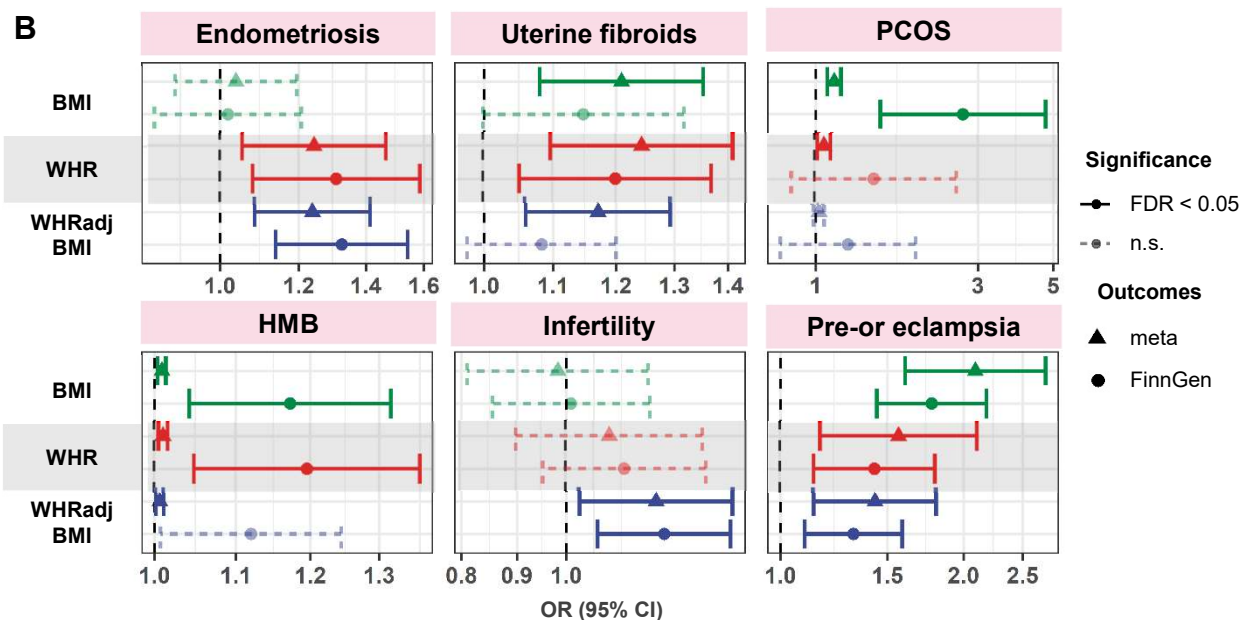 B
Endometriosis
Uterine fibroids
PCOS
BMI
WHR
WHRadj
BMI
1.0 1.2 1.4 1.6
1.0 1.1 1.2 1.3 1.4
1 3 5
HMB
Infertility
Pre-or eclampsia
BMI
WHR
WHRadj
BMI
1.0 1.1 1.2 1.3
0.8 0.9 1.0
1.0 1.5 2.0 2.5
OR (95% CI)
Significance
FDR < 0.05
n.s.
Outcomes
meta
FinnGen